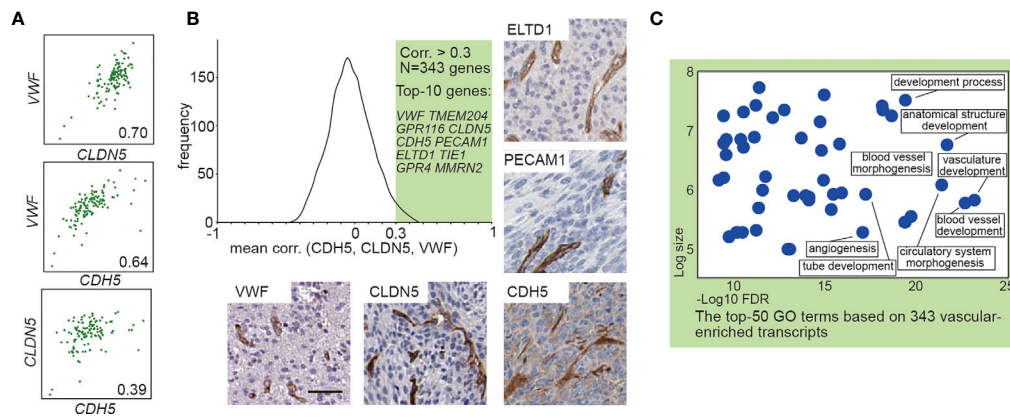 A
VWF
0.70
CLDN5
VWF
0.64
CDH5
CLDN5
0.39
CDH5
B
frequency
150
100
50
0
-1
0
0.3
1
mean corr. (CDH5, CLDN5, VWF)
Corr. > 0.3
N=343 genes
Top-10 genes:
VWF TMEM204
GPR116 CLDN5
CDH5 PECAM1
ELTD1 TIE1
GPR4 MMRN2
ELTD1
PECAM1
VWF
CLDN5
CDH5
C
8
7
6
5
Log size
development process
anatomical structure
development
blood vessel
morphogenesis
vasculature
development
blood vessel
development
angiogenesis
tube development
circulatory system
morphogenesis
10
15
20
25
-Log10 FDR
The top-50 GO terms based on 343 vascular-
enriched transcripts